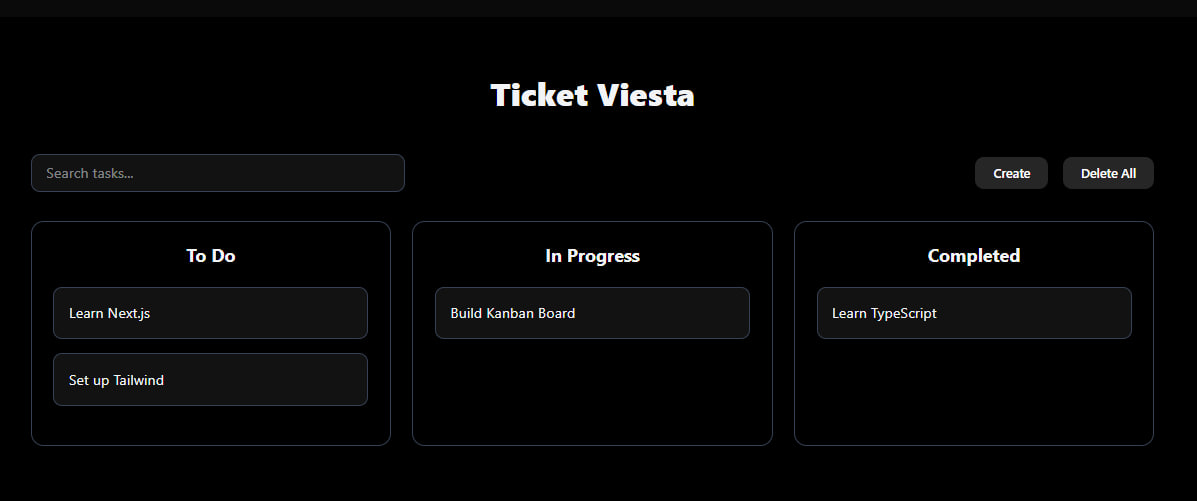 Ticket Viesta
Search tasks...
Create
Delete All
To Do
Learn Next.js
Set up Tailwind
In Progress
Build Kanban Board
Completed
Learn TypeScript